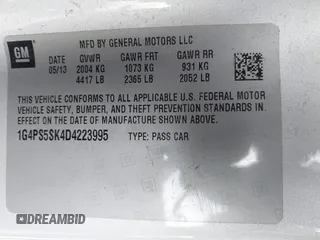 GM
MFD BY GENERAL MOTORS LLC
DATE GVWR GAWR FRT GAWR RR
05/13 2004 KG 1073 KG 931 KG
4417 LB 2365 LB 2052 LB
THIS VEHICLE CONFORMS TO ALL APPLICABLE U.S. FEDERAL MOTOR
VEHICLE SAFETY, BUMPER, AND THEFT PREVENTION STANDARDS IN
EFFECT ON THE DATE OF MANUFACTURE SHOWN ABOVE.
1G4PS5SK4D4223995 TYPE: PASS CAR
DREAMBID